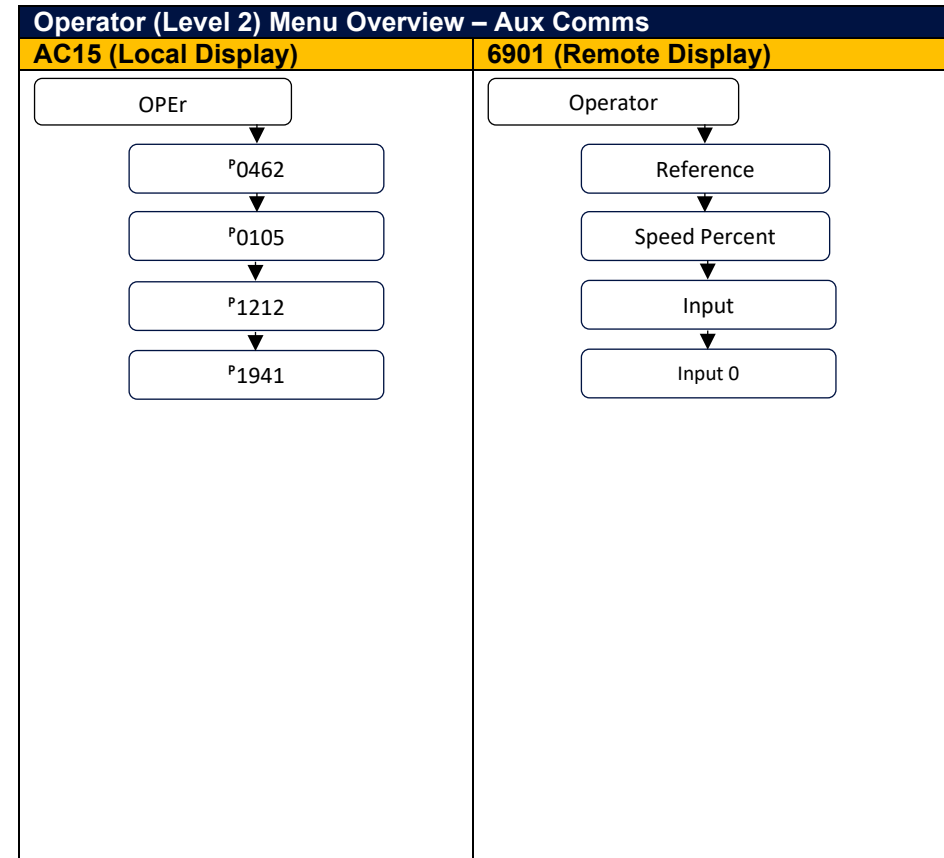 Operator (Level 2) Menu Overview – Aux Comms
AC15 (Local Display)
6901 (Remote Display)
OPEr
ᴾ0462
ᴾ0105
ᴾ1212
ᴾ1941
Operator
Reference
Speed Percent
Input
Input 0